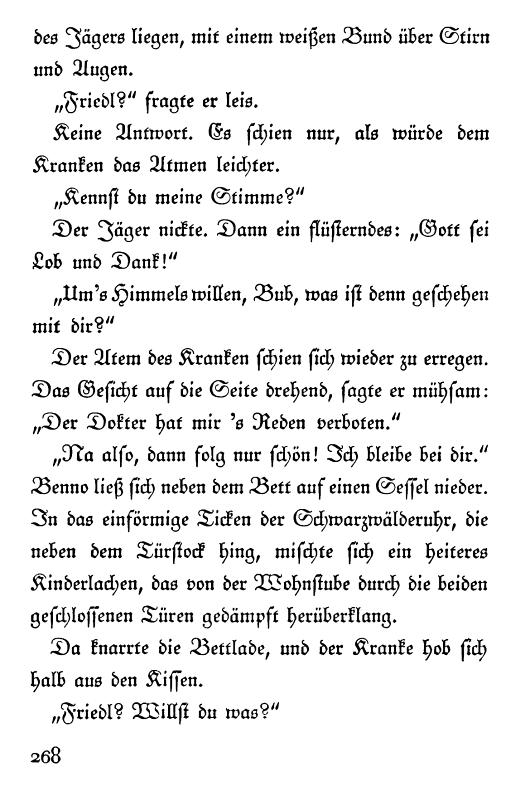 des Jägers liegen, mit einem weißen Bund über Stirn
und Augen.
„Friedl?“ fragte er leis.
Keine Antwort. Es schien nur, als würde dem
Kranken das Atmen leichter.
„Kennst du meine Stimme?“
Der Jäger nickte. Dann ein flüsterndes: „Gott sei
Lob und Dank!“
„Um's Himmels willen, Bub, was ist denn geschehen
mit dir?“
Der Atem des Kranken schien sich wieder zu erregen.
Das Gesicht auf die Seite drehend, sagte er mühsam:
„Der Dokter hat mir 's Reden verboten.“
„Na also, dann folg nur schön! Ich bleibe bei dir.“
Benno ließ sich neben dem Bett auf einen Sessel nieder.
In das einförmige Ticken der Schwarzwälderuhr, die
neben dem Türstock hing, mischte sich ein heiteres
Kinderlachen, das von der Wohnstube durch die beiden
geschlossenen Türen gedämpft herüberklang.
Da knarrte die Bettlade, und der Kranke hob sich
halb aus den Kissen.
„Friedl? Willst du was?“
268